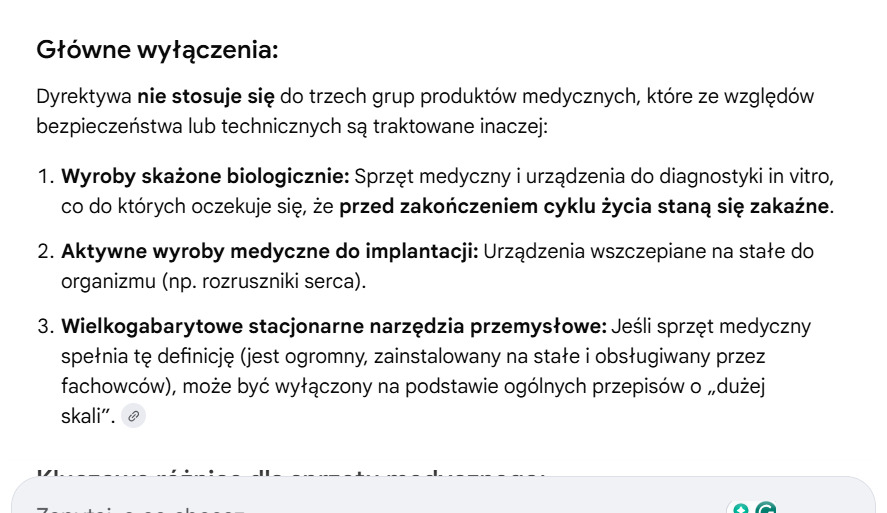 Główne wyłączenia:
Dyrektywa nie stosuje się do trzech grup produktów medycznych, które ze względów
bezpieczeństwa lub technicznych są traktowane inaczej:
1. Wyroby skażone biologicznie: Sprzęt medyczny i urządzenia do diagnostyki in vitro,
co do których oczekuje się, że przed zakończeniem cyklu życia staną się zakaźne.
2. Aktywne wyroby medyczne do implantacji: Urządzenia wszczepiane na stałe do
organizmu (np. rozruszniki serca).
3. Wielkogabarytowe stacjonarne narzędzia przemysłowe: Jeśli sprzęt medyczny
spełnia tę definicję (jest ogromny, zainstalowany na stałe i obsługiwany przez
fachowców), może być wyłączony na podstawie ogólnych przepisów o „dużej
skali”.